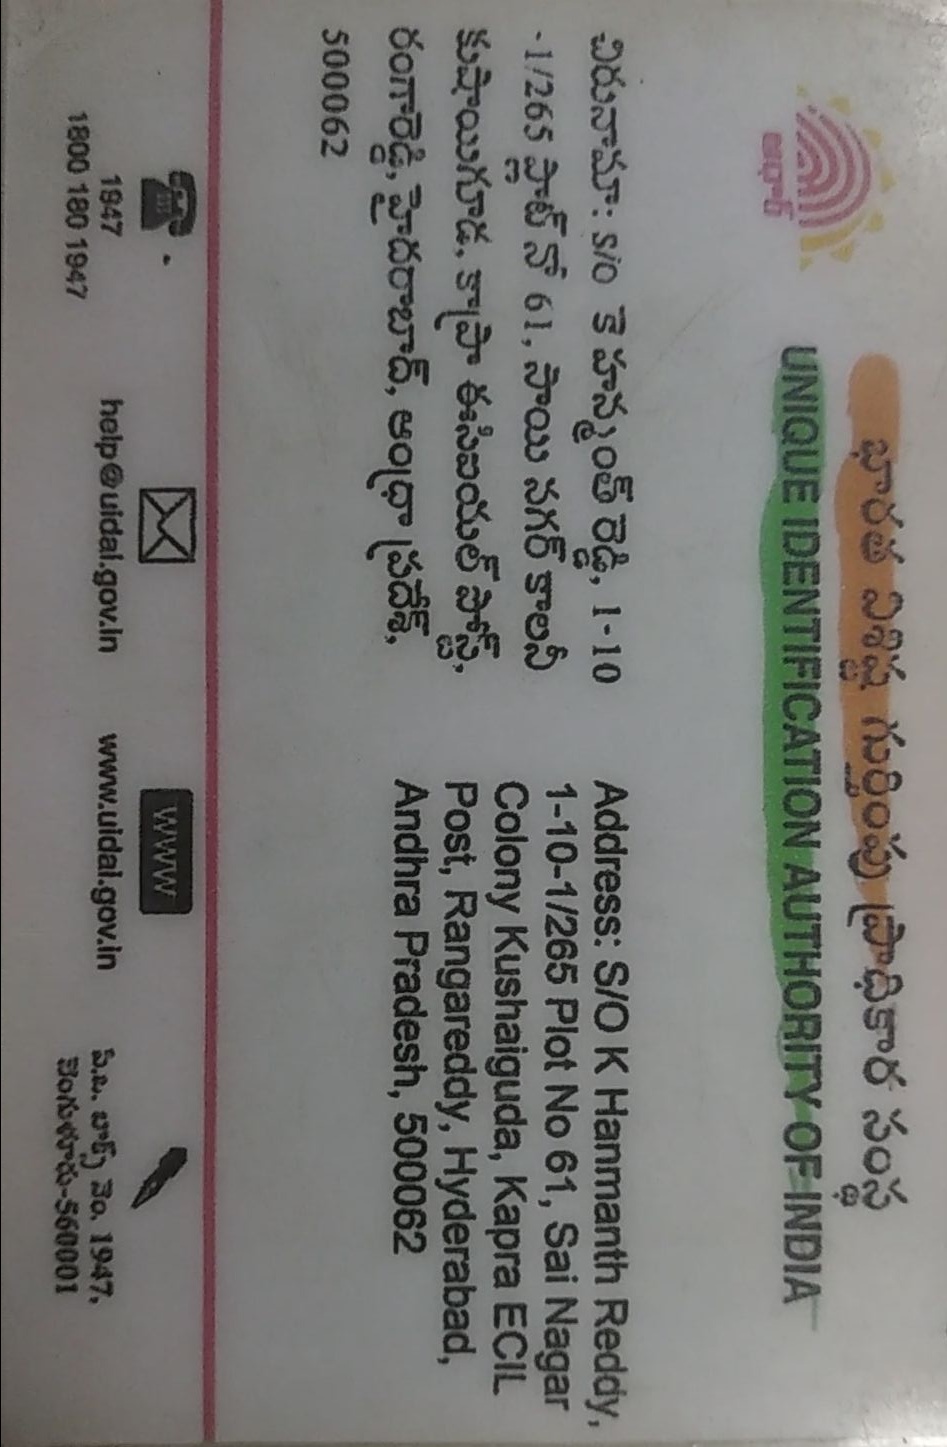 భారత విశిష్ట గుర్తింపు ప్రాధికార సంస్థ
UNIQUE IDENTIFICATION AUTHORITY OF INDIA
ఆధార్
చిరునామా: S/O కె హన్మంత్ రెడ్డి, 1-10
-1/265 ప్లాట్ నో 61, సాయి నగర్ కాలనీ
కుషాయిగూడ, కాప్రా ఈసిఐయల్ పోస్ట్,
రంగారెడ్డి, హైదరాబాద్, ఆంధ్రా ప్రదేశ్,
500062
Address: S/O K Hanmanth Reddy,
1-10-1/265 Plot No 61, Sai Nagar
Colony Kushaiguda, Kapra ECIL
Post, Rangareddy, Hyderabad,
Andhra Pradesh, 500062
1947
1800 180 1947
help@uidai.gov.in
WWW
www.uidai.gov.in
పి.ఒ. బాక్స్ నెం. 1947,
బెంగుళూరు-560001